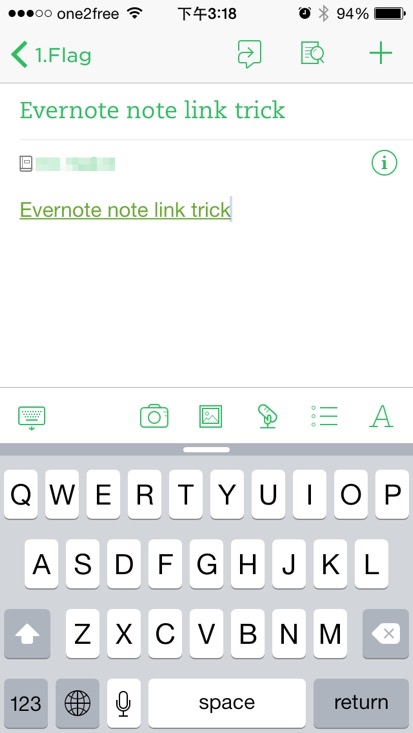 one2free 下午3:18 94%
1.Flag
Evernote note link trick
Evernote note link trick
A
Q W E R T Y U I O P
A S D F G H J K L
Z X C V B N M
123 space return